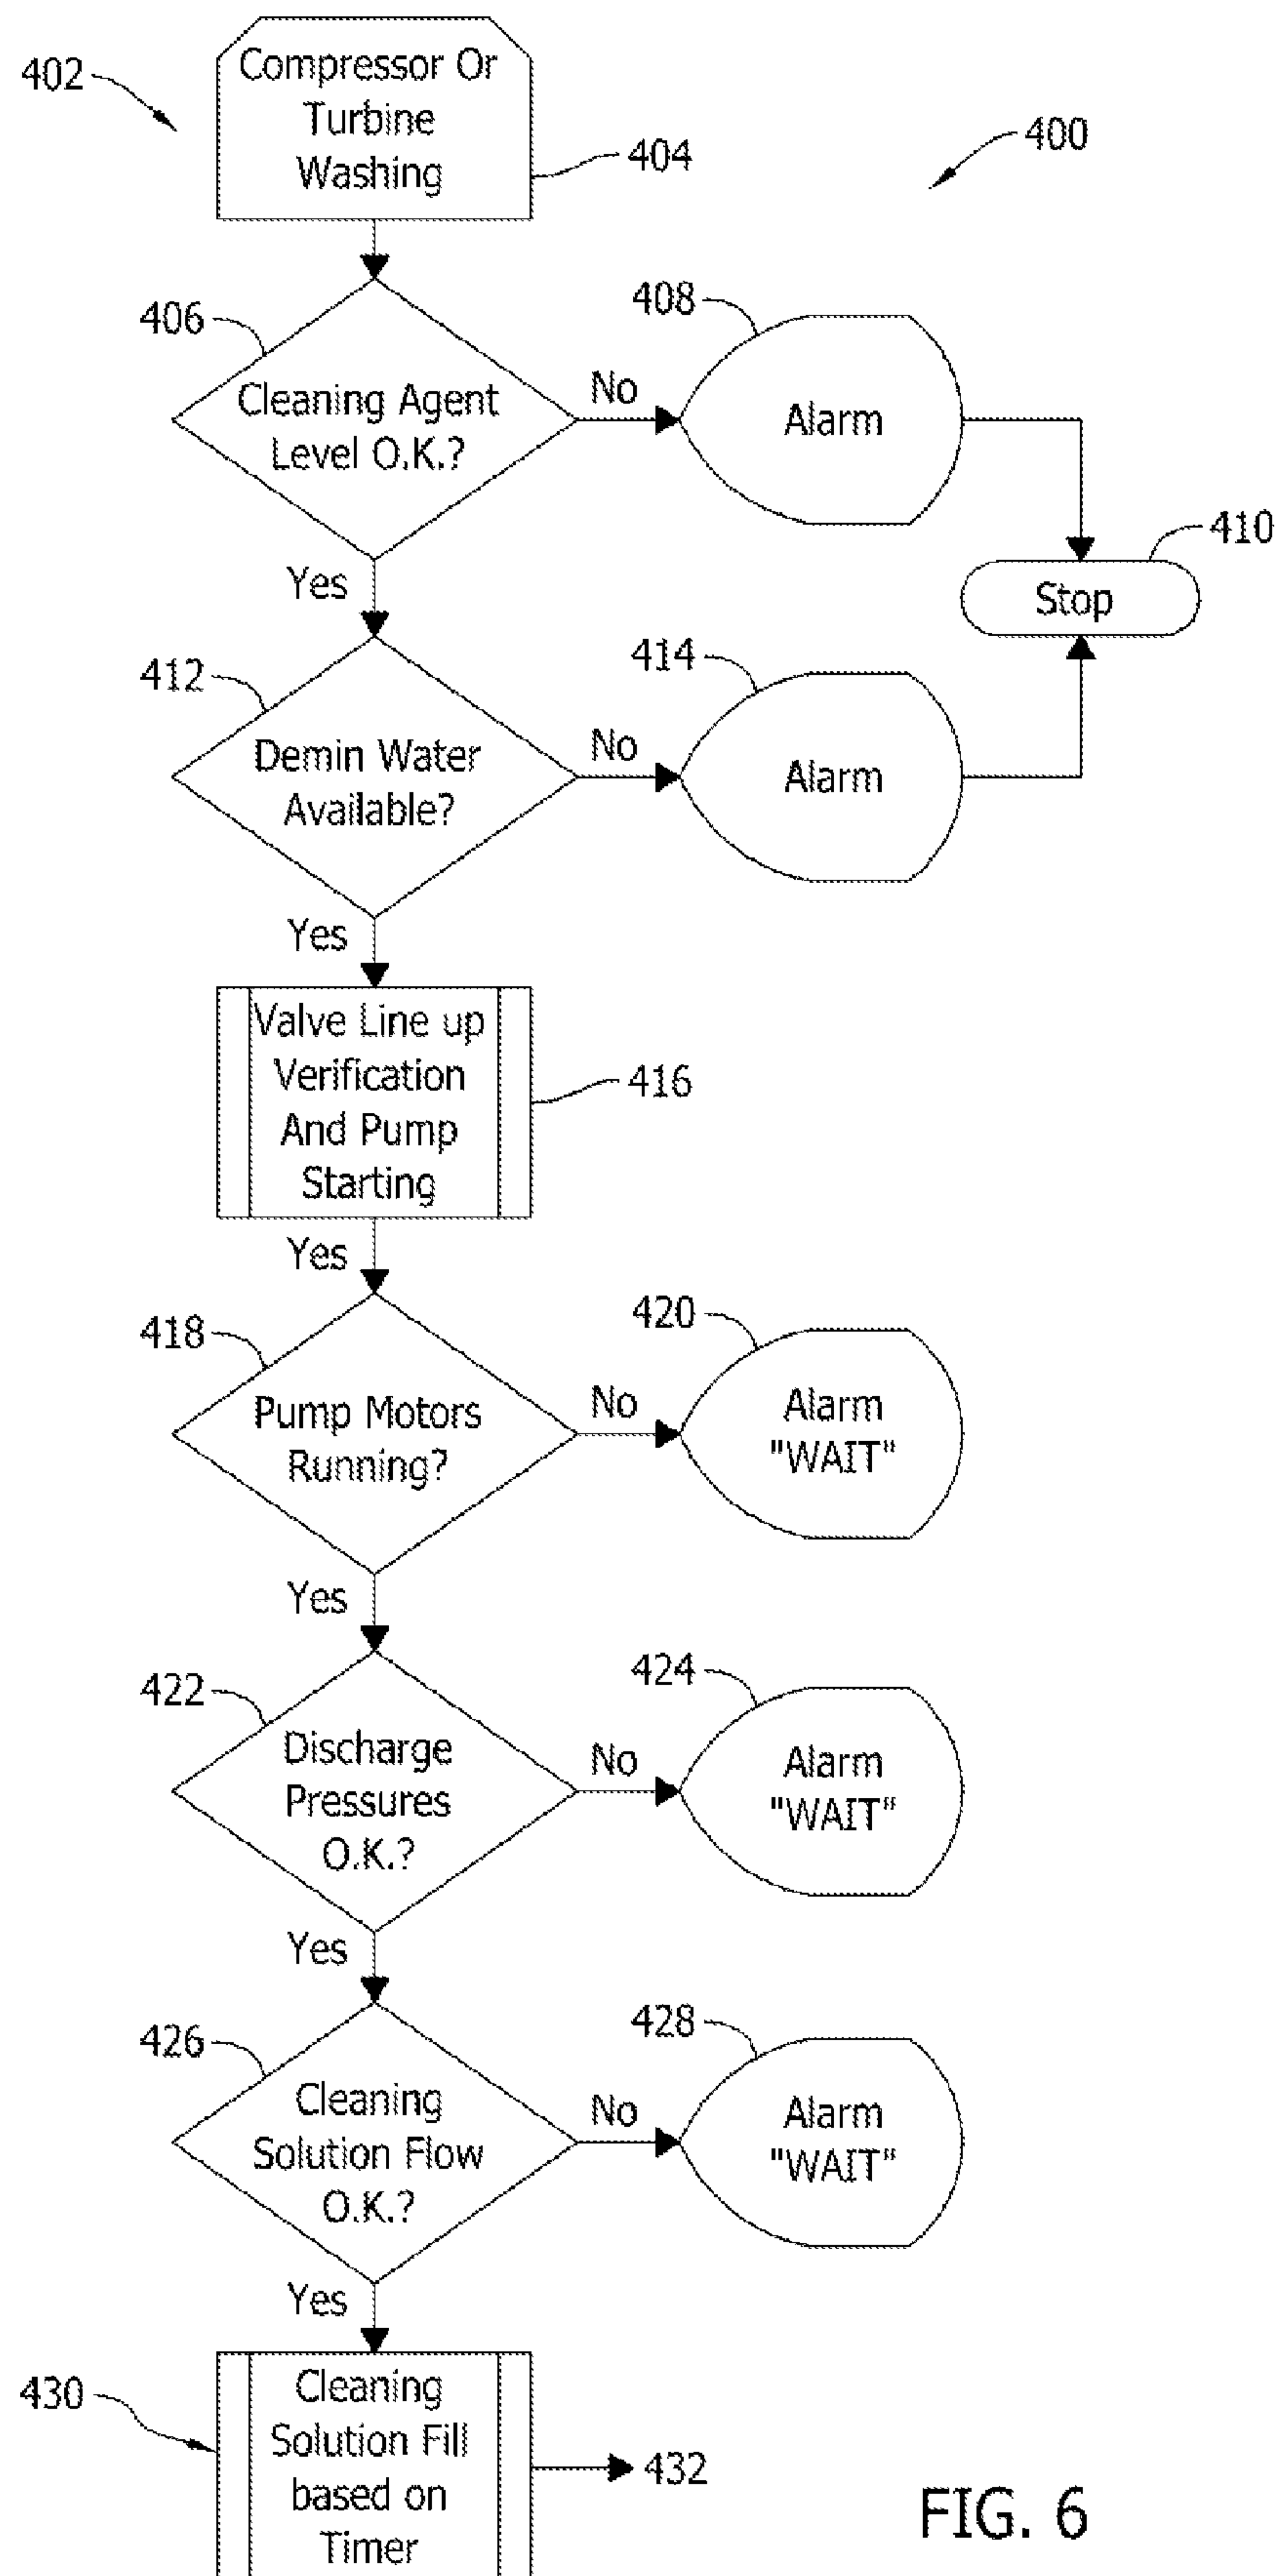 402
Compressor Or
Turbine
Washing
404
400
406
Cleaning Agent
Level O.K.?
No
408
Alarm
410
Stop
Yes
412
Demin Water
Available?
No
414
Alarm
Yes
Valve Line up
Verification
And Pump
Starting
416
Yes
418
Pump Motors
Running?
No
420
Alarm
"WAIT"
Yes
422
Discharge
Pressures
O.K.?
No
424
Alarm
"WAIT"
Yes
426
Cleaning
Solution Flow
O.K.?
No
428
Alarm
"WAIT"
Yes
430
Cleaning
Solution Fill
based on
Timer
432
FIG. 6